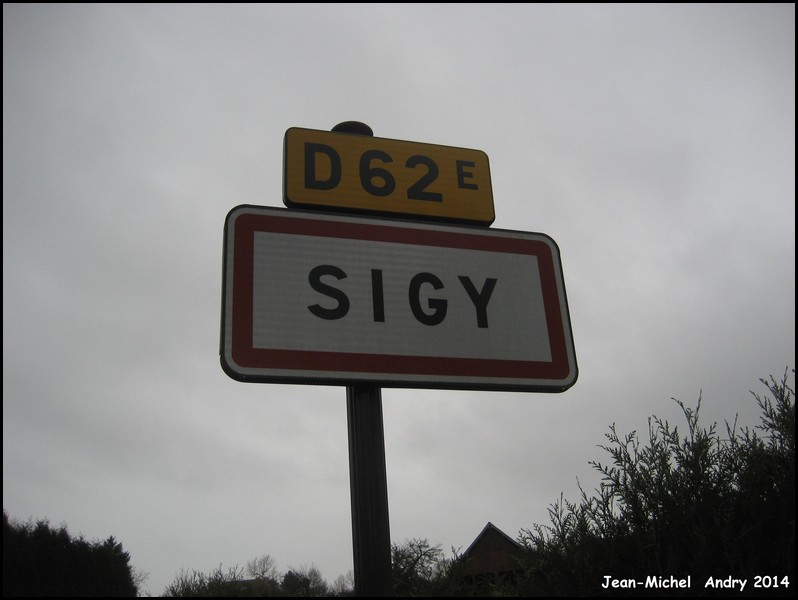 D62E
SIGY
Jean-Michel Andry 2014